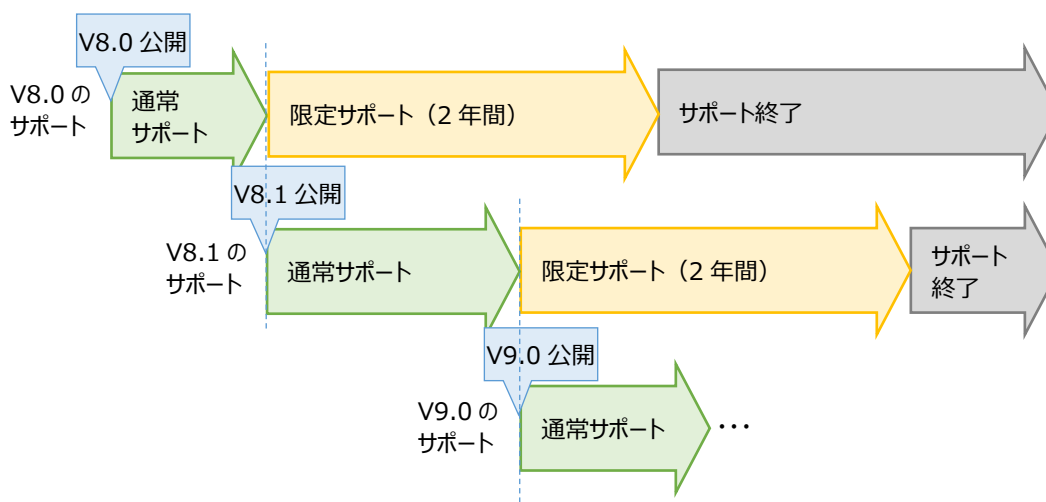 V8.0 公開
V8.0 の
サポート
通常
サポート
限定サポート（2 年間）
サポート終了
V8.1 公開
V8.1 の
サポート
通常サポート
限定サポート（2 年間）
サポート
終了
V9.0 公開
V9.0 の
サポート
通常サポート
…